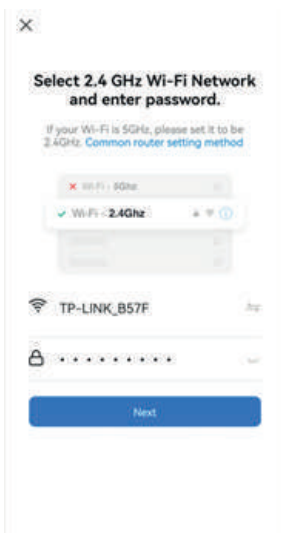 Select 2.4 GHz Wi-Fi Network
and enter password.
If your Wi-Fi is 5GHz, please set it to be
2.4GHz. Common router setting method
Wi-Fi - 5Ghz
Wi-Fi - 2.4Ghz
TP-LINK_B57F
Next